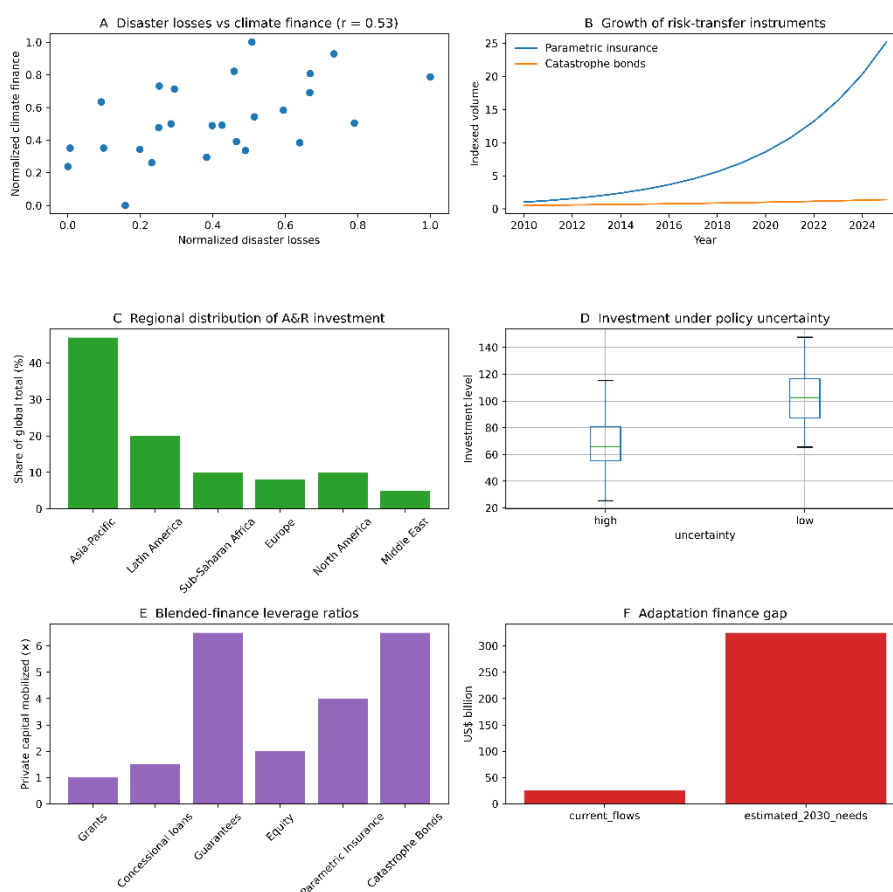 A Disaster losses vs climate finance (r = 0.53)
Normalized climate finance
1.0
0.8
0.6
0.4
0.2
0.0
0.0 0.2 0.4 0.6 0.8 1.0
Normalized disaster losses
B Growth of risk-transfer instruments
Parametric insurance
Catastrophe bonds
Indexed volume
25
20
15
10
5
0
2010 2012 2014 2016 2018 2020 2022 2024
Year
C Regional distribution of A&R investment
Share of global total (%)
40
30
20
10
0
Asia-Pacific
Latin America
Sub-Saharan Africa
Europe
North America
Middle East
D Investment under policy uncertainty
Investment level
140
120
100
80
60
40
20
high low
uncertainty
E Blended-finance leverage ratios
Private capital mobilized (×)
6
5
4
3
2
1
0
Grants
Concessional loans
Guarantees
Equity
Parametric Insurance
Catastrophe Bonds
F Adaptation finance gap
US$ billion
300
250
200
150
100
50
0
current_flows estimated_2030_needs